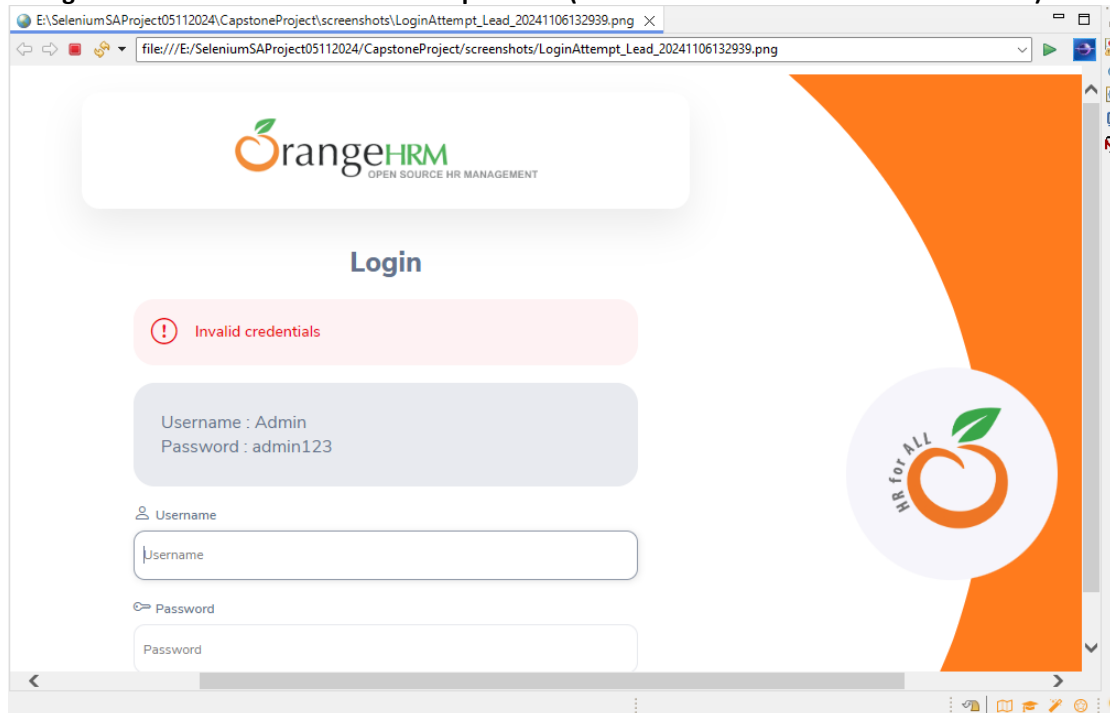 E:\SeleniumSAProject05112024\CapstoneProject\screenshots\LoginAttempt_Lead_20241106132939.png
file:///E:/SeleniumSAProject05112024/CapstoneProject/screenshots/LoginAttempt_Lead_20241106132939.png
OrangeHRM
OPEN SOURCE HR MANAGEMENT
Login
Invalid credentials
Username : Admin
Password : admin123
HR for ALL
Username
Username
Password
Password